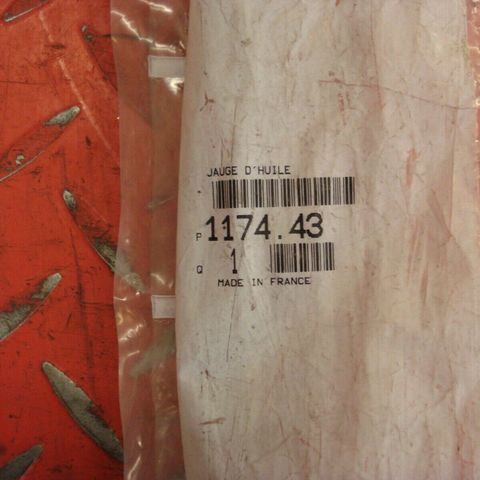 JAUGE D'HUILE
P 1174.43
Q 1
MADE IN FRANCE